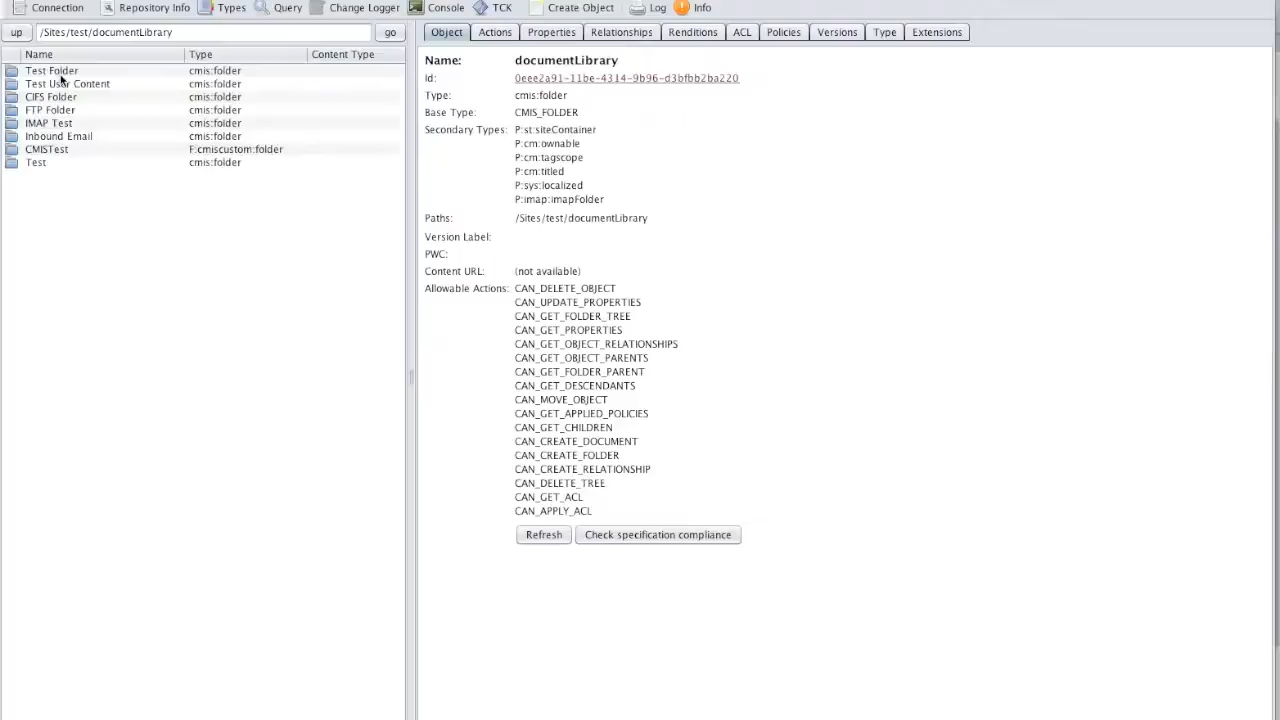 Connection Repository Info Types Query Change Logger Console TCK Create Object Log Info
up /Sites/test/documentLibrary go
Object Actions Properties Relationships Renditions ACL Policies Versions Type Extensions
Name Type Content Type
Test Folder cmis:folder
Test User Content cmis:folder
CIFS Folder cmis:folder
FTP Folder cmis:folder
IMAP Test cmis:folder
Inbound Email cmis:folder
CMISTest F:cmiscustom:folder
Test cmis:folder
Name: documentLibrary
Id: 0eee2a91-11be-4314-9b96-d3bfbb2ba220
Type: cmis:folder
Base Type: CMIS_FOLDER
Secondary Types: P:st:siteContainer
P:cm:ownable
P:cm:tagscope
P:cm:titled
P:sys:localized
P:imap:imapFolder
Paths: /Sites/test/documentLibrary
Version Label:
PWC:
Content URL: (not available)
Allowable Actions: CAN_DELETE_OBJECT
CAN_UPDATE_PROPERTIES
CAN_GET_FOLDER_TREE
CAN_GET_PROPERTIES
CAN_GET_OBJECT_RELATIONSHIPS
CAN_GET_OBJECT_PARENTS
CAN_GET_FOLDER_PARENT
CAN_GET_DESCENDANTS
CAN_MOVE_OBJECT
CAN_GET_APPLIED_POLICIES
CAN_GET_CHILDREN
CAN_CREATE_DOCUMENT
CAN_CREATE_FOLDER
CAN_CREATE_RELATIONSHIP
CAN_DELETE_TREE
CAN_GET_ACL
CAN_APPLY_ACL
Refresh Check specification compliance